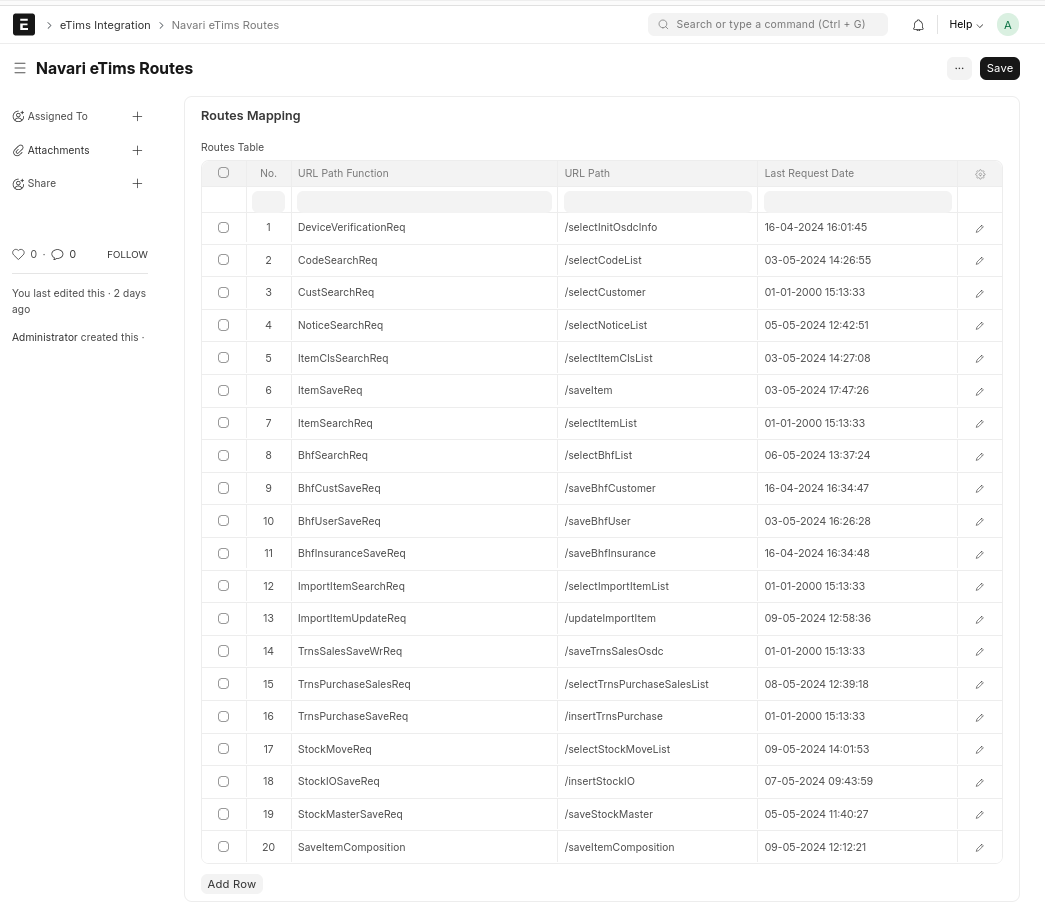 E
eTims Integration
Navari eTims Routes
Search or type a command (Ctrl + G)
Help
A
Navari eTims Routes
···
Save
Assigned To
Attachments
Share
0 · 0
FOLLOW
You last edited this · 2 days
ago
Administrator created this ·
Routes Mapping
Routes Table
No. URL Path Function URL Path Last Request Date
1 DeviceVerificationReq /selectInitOsdcInfo 16-04-2024 16:01:45
2 CodeSearchReq /selectCodeList 03-05-2024 14:26:55
3 CustSearchReq /selectCustomer 01-01-2000 15:13:33
4 NoticeSearchReq /selectNoticeList 05-05-2024 12:42:51
5 ItemClsSearchReq /selectItemClsList 03-05-2024 14:27:08
6 ItemSaveReq /saveItem 03-05-2024 17:47:26
7 ItemSearchReq /selectItemList 01-01-2000 15:13:33
8 BhfSearchReq /selectBhfList 06-05-2024 13:37:24
9 BhfCustSaveReq /saveBhfCustomer 16-04-2024 16:34:47
10 BhfUserSaveReq /saveBhfUser 03-05-2024 16:26:28
11 BhfInsuranceSaveReq /saveBhfInsurance 16-04-2024 16:34:48
12 ImportItemSearchReq /selectImportItemList 01-01-2000 15:13:33
13 ImportItemUpdateReq /updateImportItem 09-05-2024 12:58:36
14 TrnsSalesSaveWrReq /saveTrnsSalesOsdc 01-01-2000 15:13:33
15 TrnsPurchaseSalesReq /selectTrnsPurchaseSalesList 08-05-2024 12:39:18
16 TrnsPurchaseSaveReq /insertTrnsPurchase 01-01-2000 15:13:33
17 StockMoveReq /selectStockMoveList 09-05-2024 14:01:53
18 StockIOSaveReq /insertStockIO 07-05-2024 09:43:59
19 StockMasterSaveReq /saveStockMaster 05-05-2024 11:40:27
20 SaveItemComposition /saveItemComposition 09-05-2024 12:12:21
Add Row